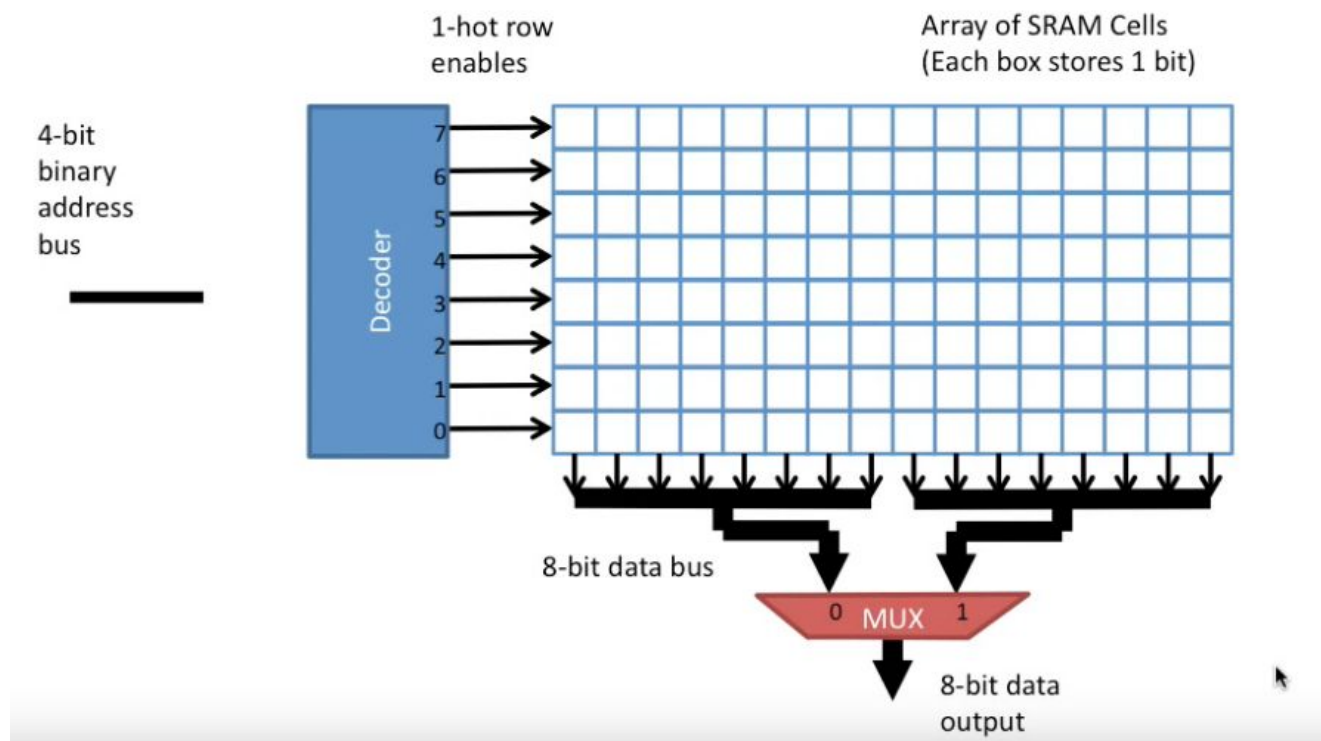 1-hot row
enables
Array of SRAM Cells
(Each box stores 1 bit)
4-bit
binary
address
bus
Decoder
7
6
5
4
3
2
1
0
8-bit data bus
0 MUX 1
8-bit data
output